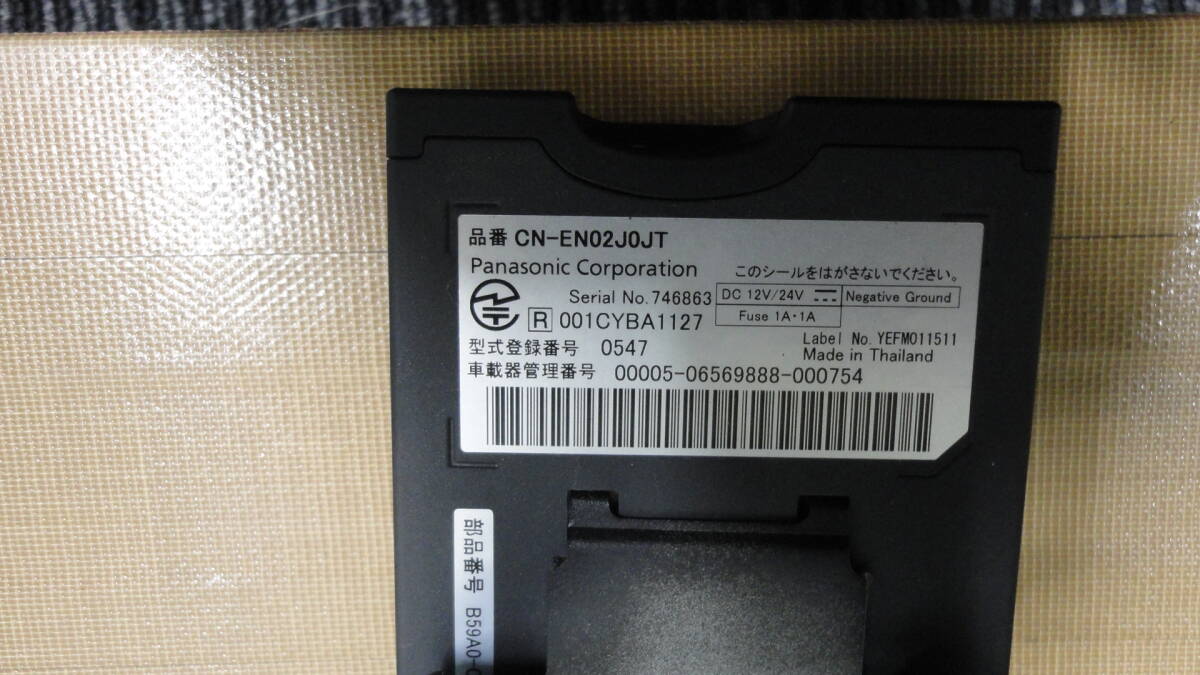 品番 CN-EN02J0JT
Panasonic Corporation
このシールをはがさないでください。
Serial No. 746863
DC 12V/24V
Negative Ground
Fuse 1A・1A
R 001CYBA1127
Label No. YEFM011511
Made in Thailand
型式登録番号 0547
車載器管理番号 00005-06569888-000754
部品番号 B59A0-